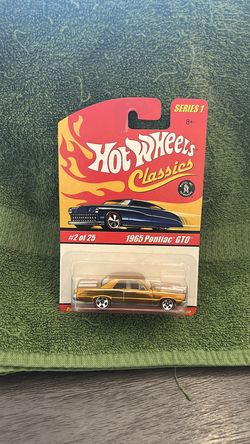 SERIES 1
8+
HOT WHEELS
Classics
#2 of 25
1965 PONTIAC GTO